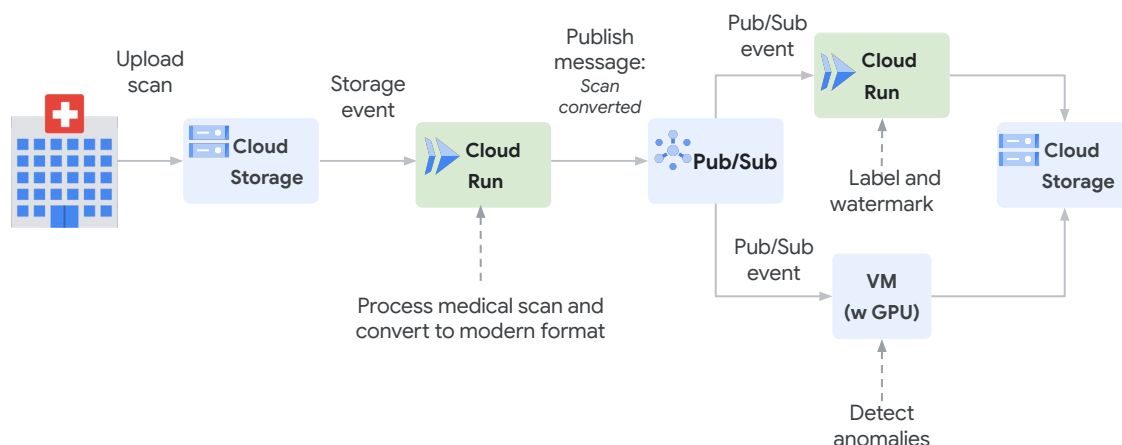 Upload
scan
Cloud
Storage
Storage
event
Cloud
Run
Process medical scan and
convert to modern format
Publish
message:
Scan
converted
Pub/Sub
Pub/Sub
event
Cloud
Run
Label and
watermark
Pub/Sub
event
VM
(w GPU)
Detect
anomalies
Cloud
Storage